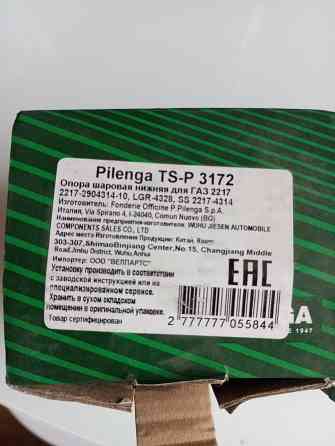 Pilenga TS-P 3172
Опора шаровая нижняя для ГАЗ 2217
2217-2904314-10, LGR-4328, SS 2217-4314
Изготовитель: Fonderie Officine P Pilenga S.p.A.
Италия, Via Spirano 4, I-24040, Comun Nuovo (BG)
Наименование предприятия-изготовителя: WUHU JIESEN AUTOMOBILE
COMPONENTS SALES CO., LTD
Адрес и место Изготовления Продукции: Китай,
303-307,ShimaoBinjiang Center,No.15, Changjiang Middle
Road,Jinhu District, Wuhu,Anhui
Импортер: ООО "ВЕЛПАРТС"
Установку производить в соответствии
с заводской инструкцией или на
специализированном сервисе.
Хранить в сухом складском
помещении в оригинальной упаковке.
Товар сертифицирован
EAC
2 777777 055844
GA
E 1947